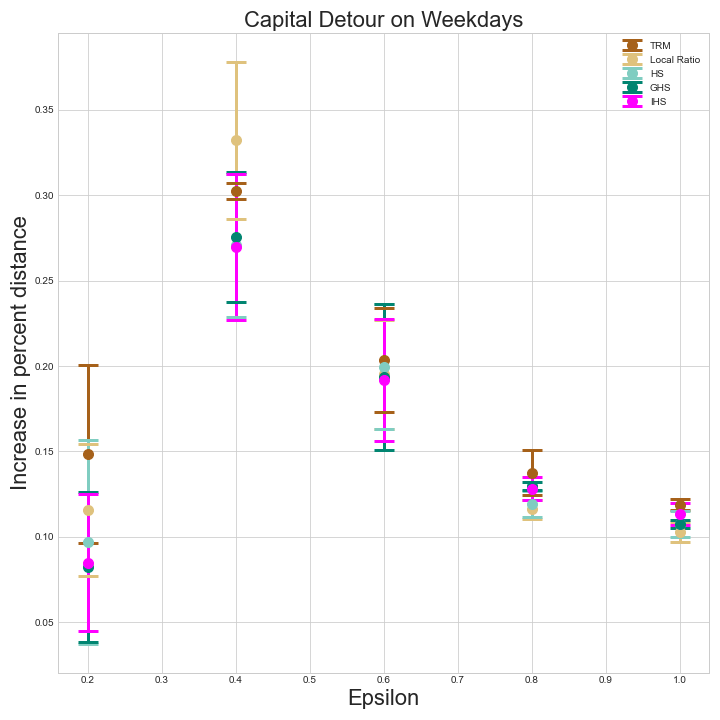 Capital Detour on Weekdays
TRM
Local Ratio
HS
GHS
IHS
Increase in percent distance
0.35
0.30
0.25
0.20
0.15
0.10
0.05
0.2 0.3 0.4 0.5 0.6 0.7 0.8 0.9 1.0
Epsilon